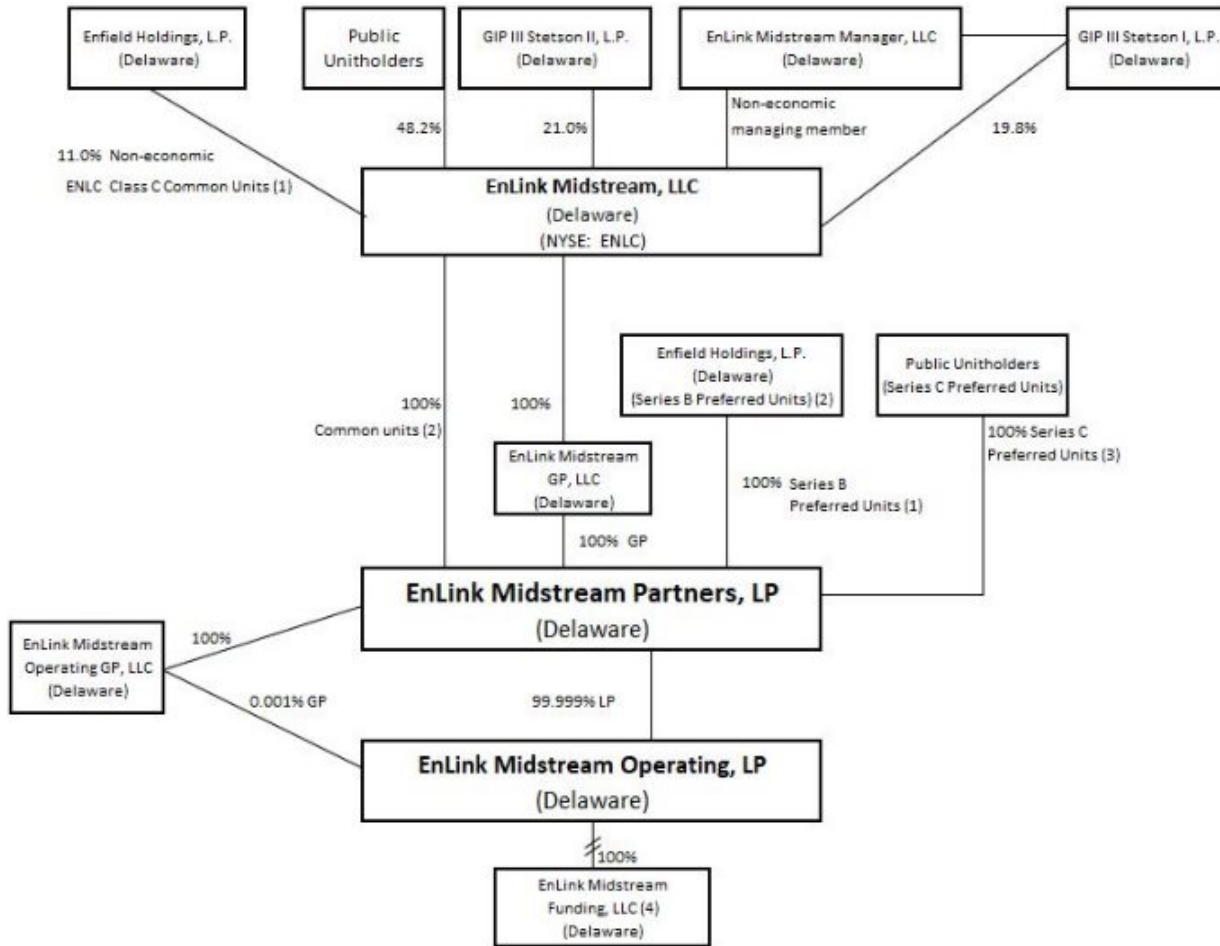 Enfield Holdings, L.P.
(Delaware)
Public
Unitholders
GIP III Stetson II, L.P.
(Delaware)
EnLink Midstream Manager, LLC
(Delaware)
GIP III Stetson I, L.P.
(Delaware)
11.0% Non-economic
ENLC Class C Common Units (1)
48.2%
21.0%
Non-economic
managing member
19.8%
EnLink Midstream, LLC
(Delaware)
(NYSE: ENLC)
100%
Common units (2)
100%
EnLink Midstream
GP, LLC
(Delaware)
100% GP
Enfield Holdings, L.P.
(Delaware)
(Series B Preferred Units) (2)
100% Series B
Preferred Units (1)
Public Unitholders
(Series C Preferred Units)
100% Series C
Preferred Units (3)
EnLink Midstream Partners, LP
(Delaware)
EnLink Midstream
Operating GP, LLC
(Delaware)
100%
0.001% GP
99.999% LP
EnLink Midstream Operating, LP
(Delaware)
100%
EnLink Midstream
Funding, LLC (4)
(Delaware)